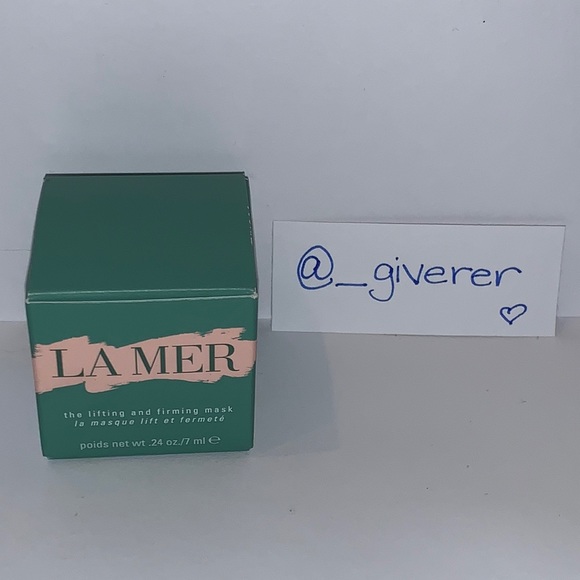 LA MER
the lifting and firming mask
la masque lift et fermeté
poids net wt .24 oz./7 ml ℮
@_giverer
♡